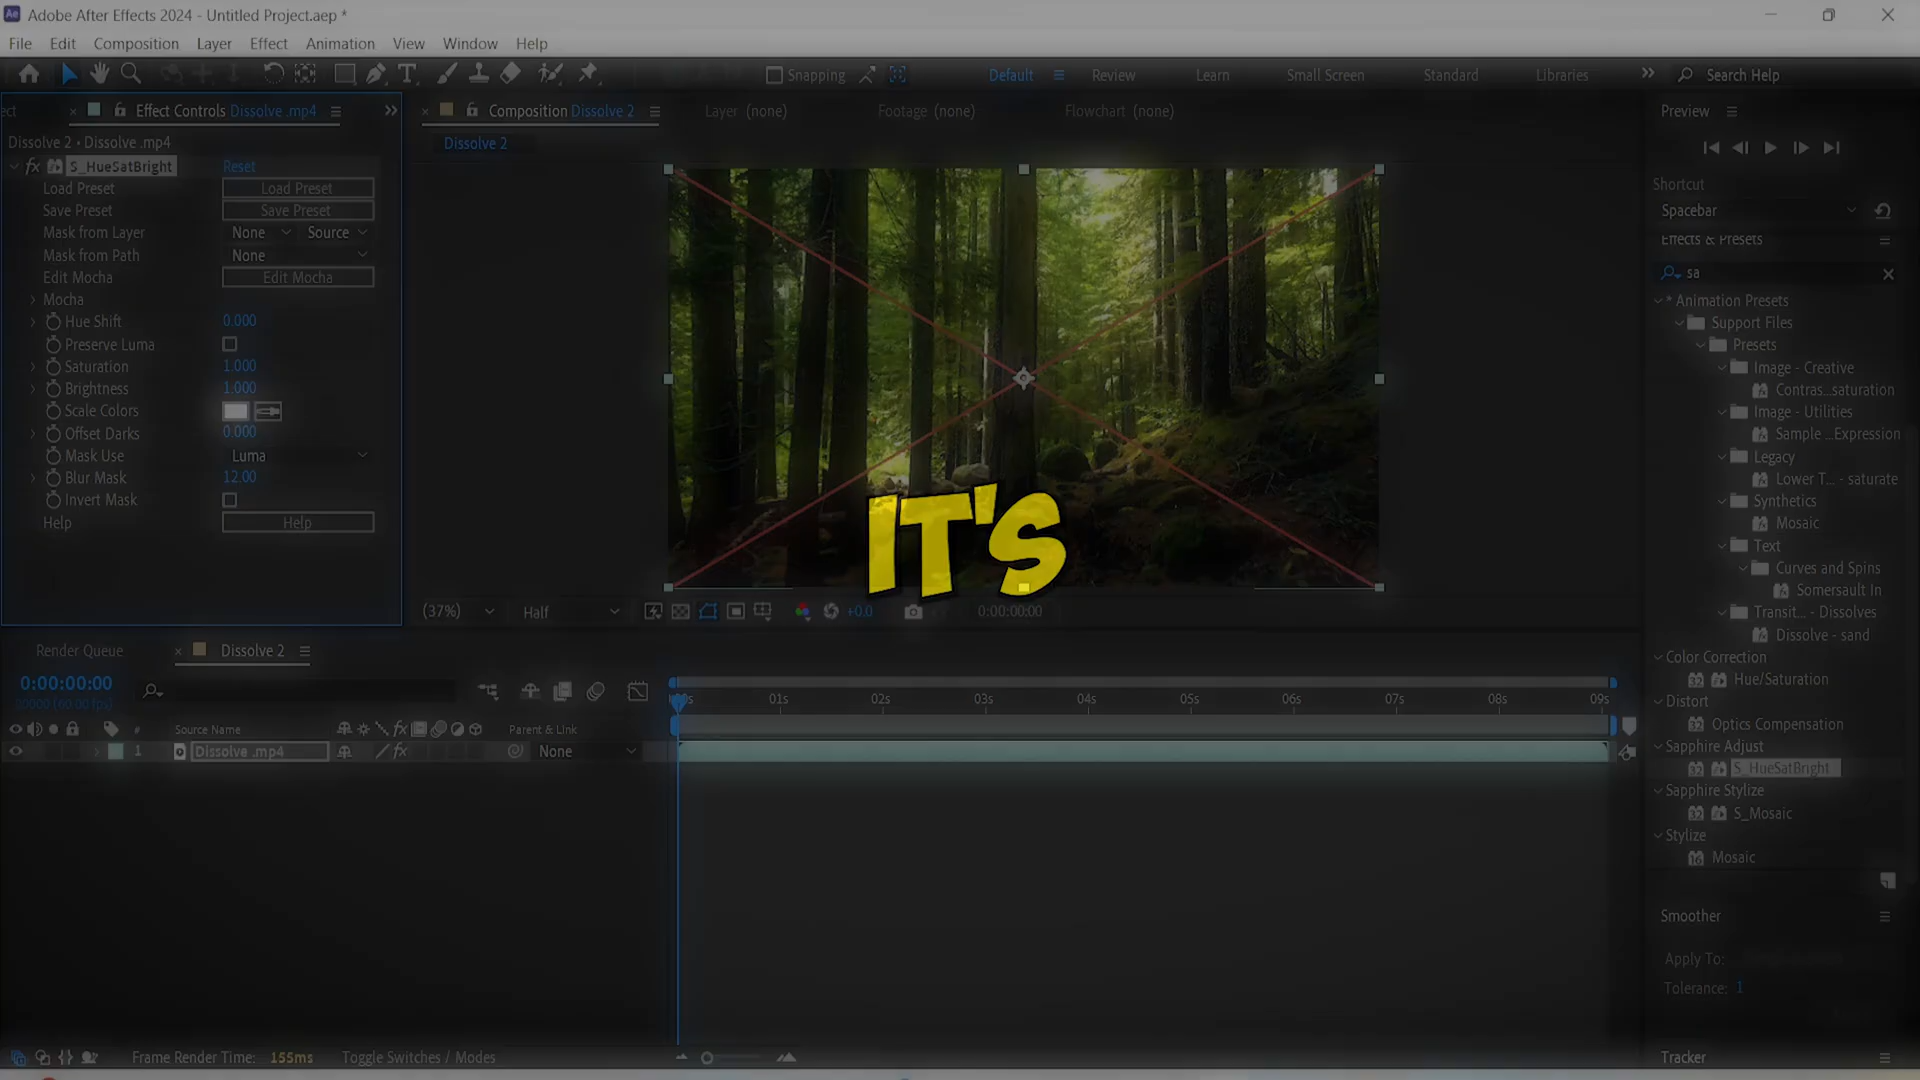 Adobe After Effects 2024 - Untitled Project.aep *
File Edit Composition Layer Effect Animation View Window Help
Snapping Default Review Learn Small Screen Standard Libraries Search Help
ect Effect Controls Dissolve .mp4
Composition Dissolve 2 Layer (none) Footage (none) Flowchart (none)
Dissolve 2 • Dissolve .mp4
Dissolve 2
fx S_HueSatBright Reset
Load Preset Load Preset
Save Preset Save Preset
Mask from Layer None Source
Mask from Path None
Edit Mocha Edit Mocha
Mocha
Hue Shift 0.000
Preserve Luma
Saturation 1.000
Brightness 1.000
Scale Colors
Offset Darks 0.000
Mask Use Luma
Blur Mask 12.00
Invert Mask
Help Help
IT'S
(37%) Half +0.0 0:00:00:00
Preview
Shortcut
Spacebar
Effects & Presets
sa
* Animation Presets
Support Files
Presets
Image - Creative
Contras...saturation
Image - Utilities
Sample ...Expression
Legacy
Lower T... - saturate
Synthetics
Mosaic
Text
Curves and Spins
Somersault In
Transit... - Dissolves
Dissolve - sand
Color Correction
Hue/Saturation
Distort
Optics Compensation
Sapphire Adjust
S_HueSatBright
Sapphire Stylize
S_Mosaic
Stylize
Mosaic
Smoother
Apply To:
Tolerance: 1
Tracker
Render Queue Dissolve 2
0:00:00:00
00000 (60.00 fps)
01s 02s 03s 04s 05s 06s 07s 08s 09s
# Source Name fx Parent & Link
1 Dissolve .mp4 fx None
Frame Render Time: 155ms Toggle Switches / Modes